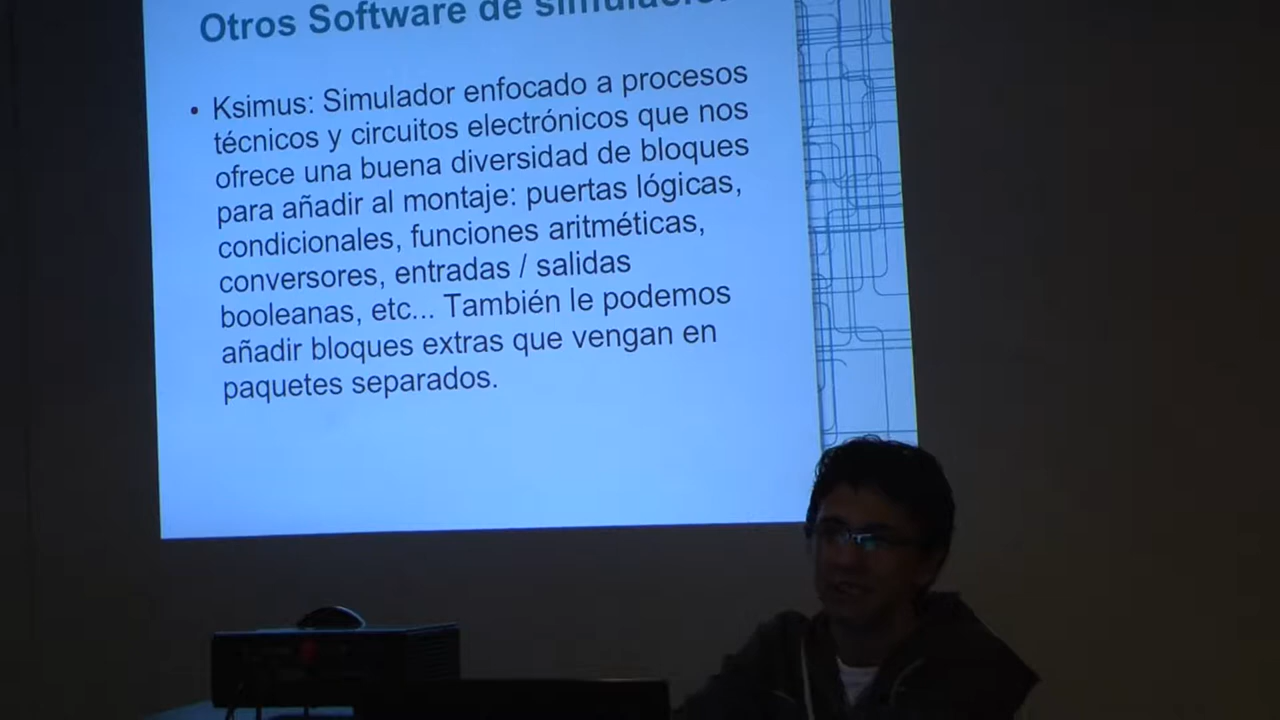 Otros Software de simulación
• Ksimus: Simulador enfocado a procesos
técnicos y circuitos electrónicos que nos
ofrece una buena diversidad de bloques
para añadir al montaje: puertas lógicas,
condicionales, funciones aritméticas,
conversores, entradas / salidas
booleanas, etc... También le podemos
añadir bloques extras que vengan en
paquetes separados.